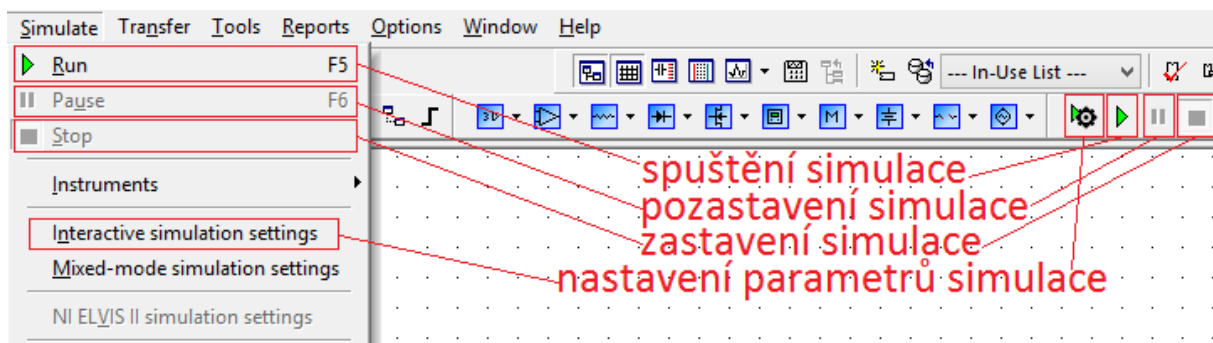 Simulate Transfer Tools Reports Options Window Help
Run F5
Pause F6
Stop
Instruments
Interactive simulation settings
Mixed-mode simulation settings
NI ELVIS II simulation settings
--- In-Use List ---
spuštění simulace
pozastavení simulace
zastavení simulace
nastavení parametrů simulace